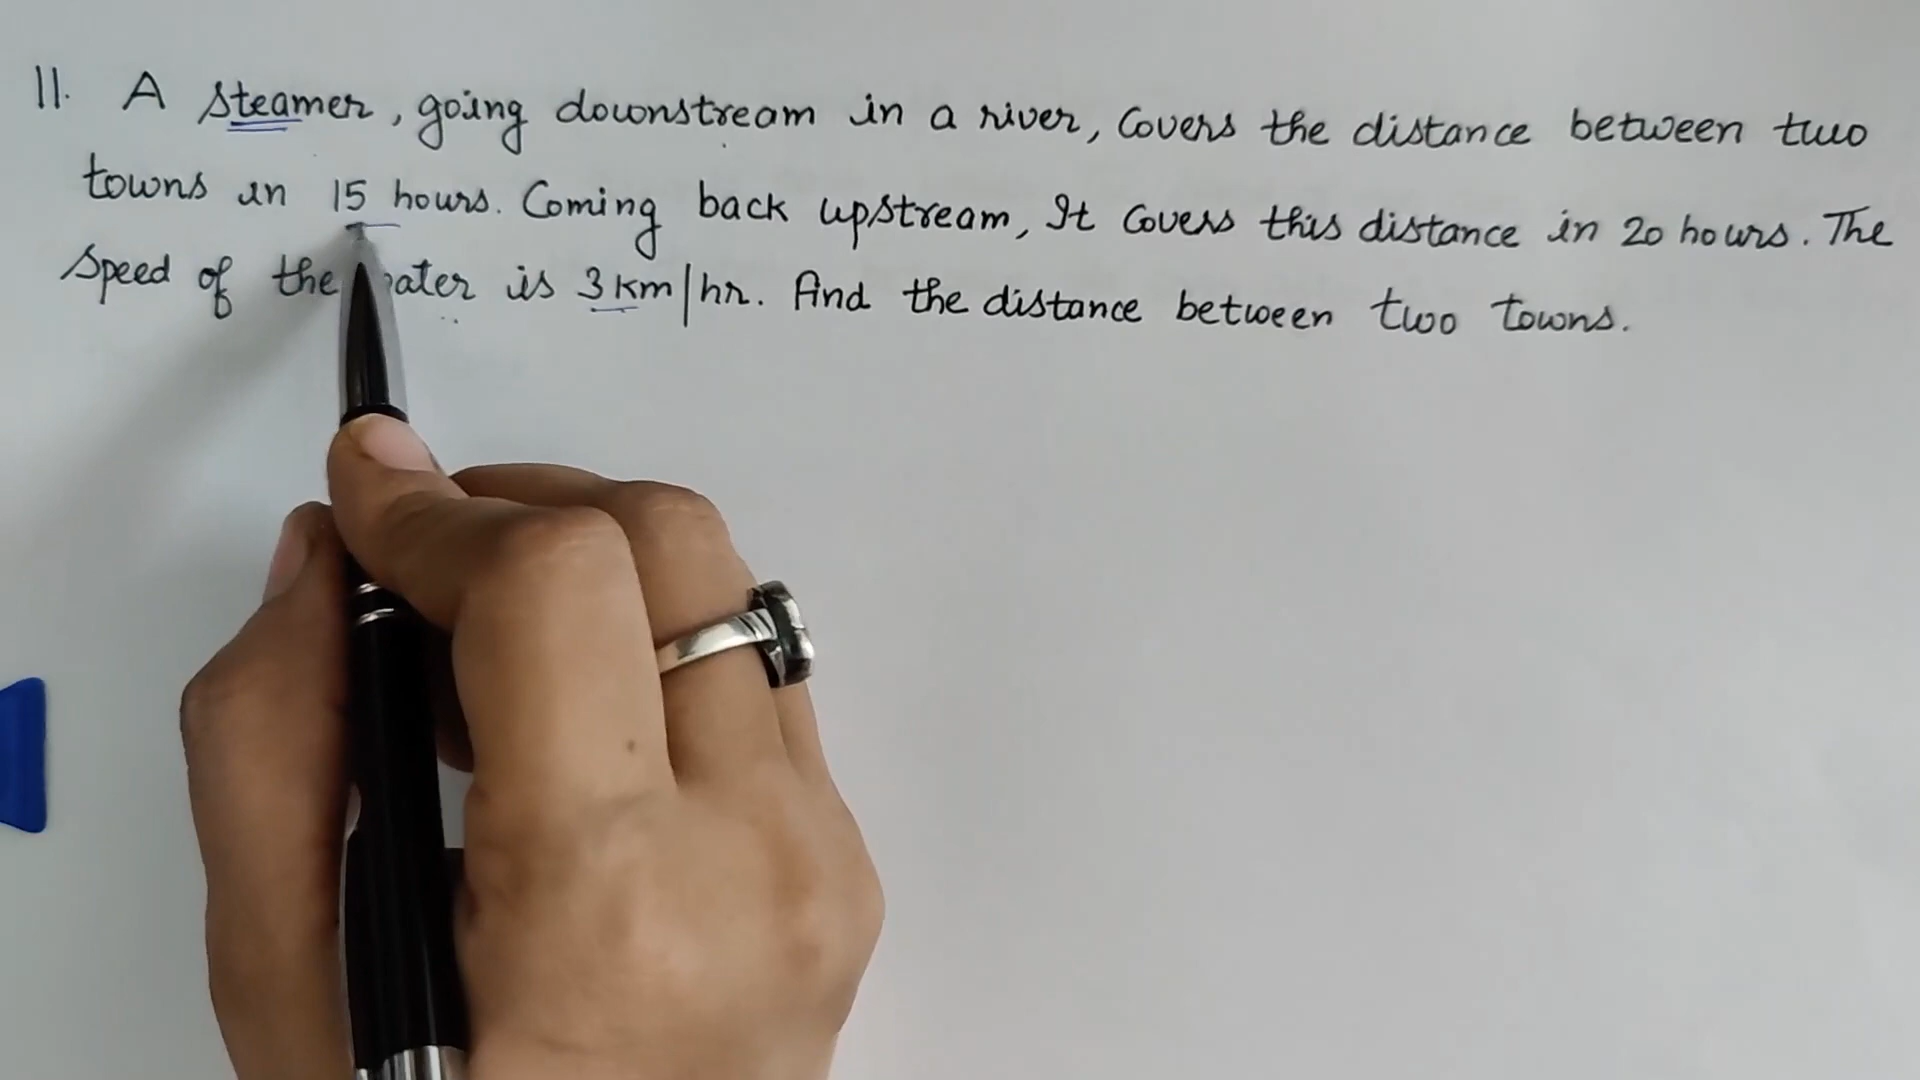 11. A steamer, going downstream in a river, Covers the distance between two
towns in 15 hours. Coming back upstream, It Covers this distance in 20 hours. The
Speed of the water is 3 km/hr. Find the distance between two towns.